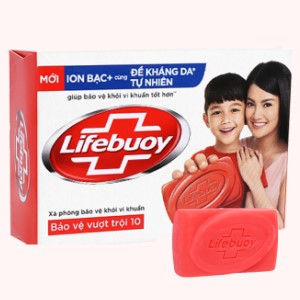 MỚI
ION BẠC+ cùng ĐỀ KHÁNG DA*
TỰ NHIÊN
giúp bảo vệ khỏi vi khuẩn tốt hơn**
Lifebuoy
Xà phòng bảo vệ khỏi vi khuẩn
Bảo vệ vượt trội 10
Lifebuoy